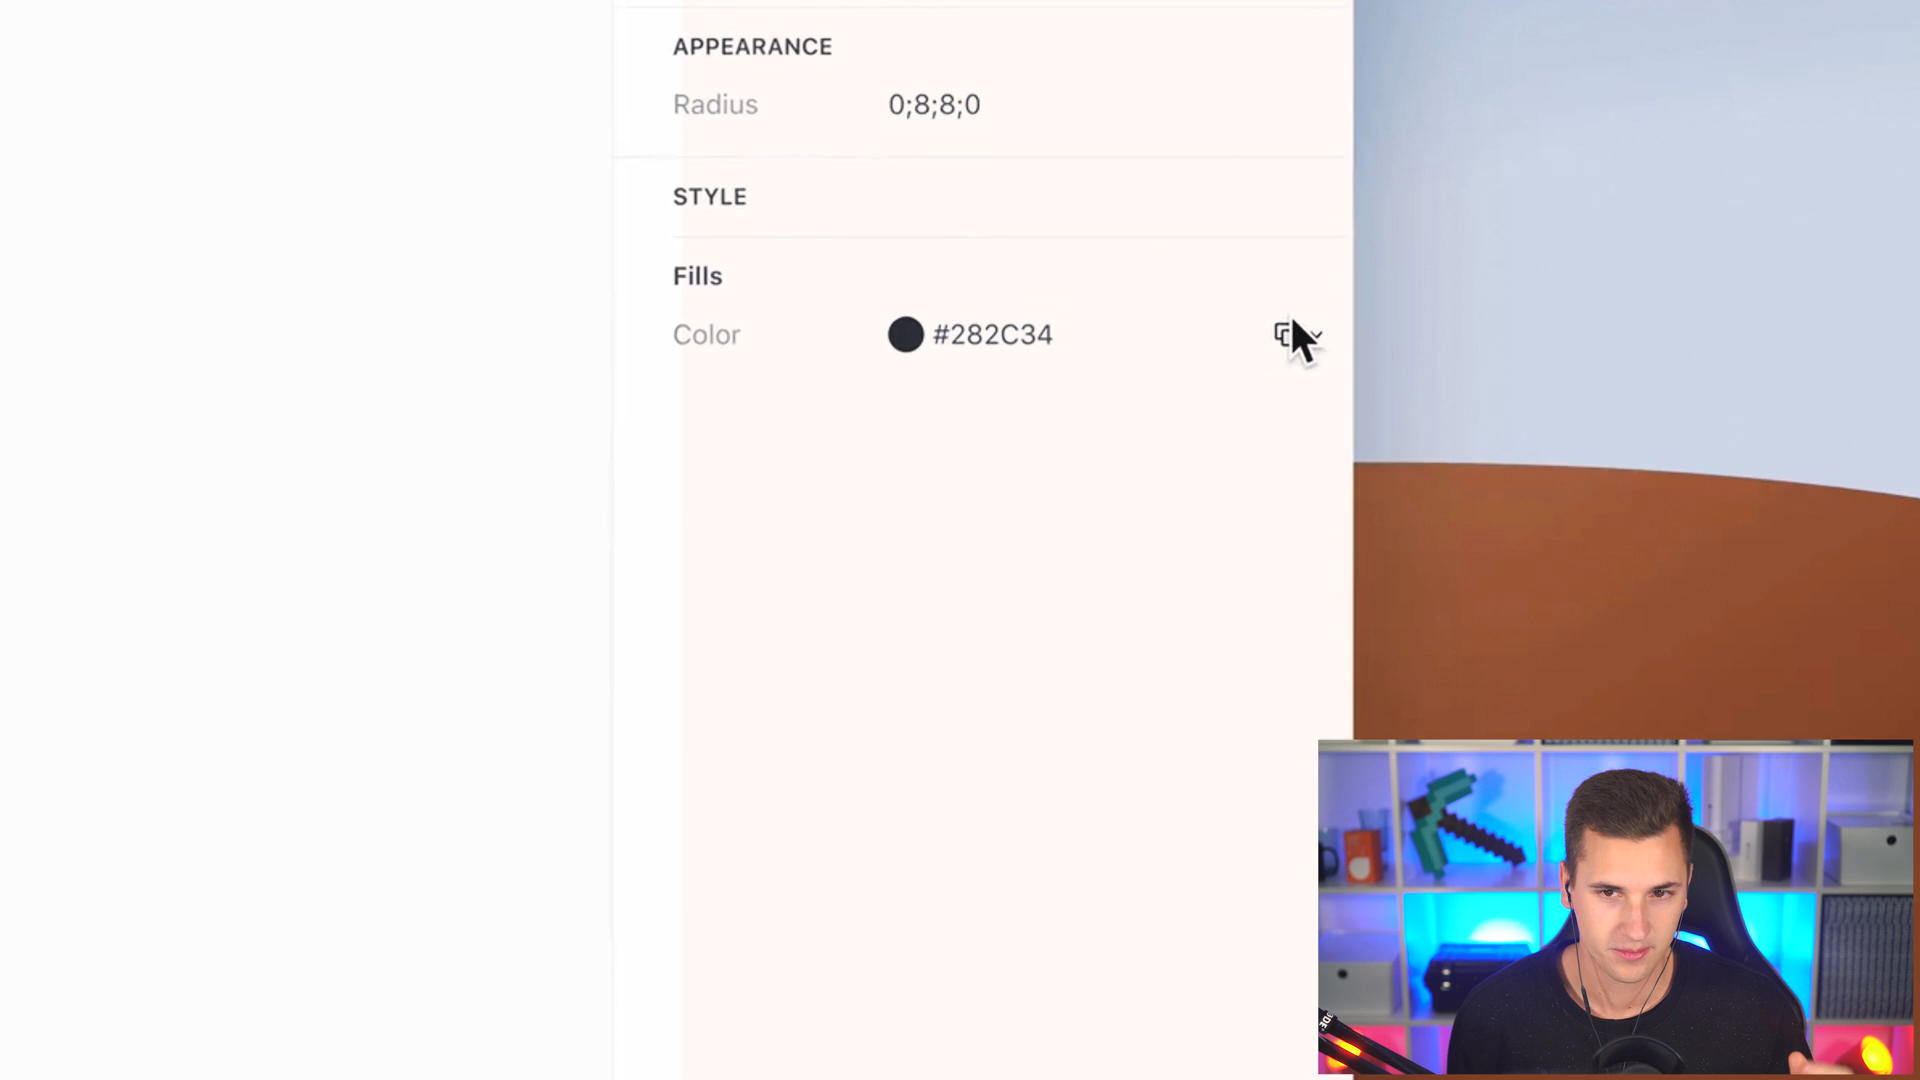 APPEARANCE
Radius 0;8;8;0
STYLE
Fills
Color #282C34